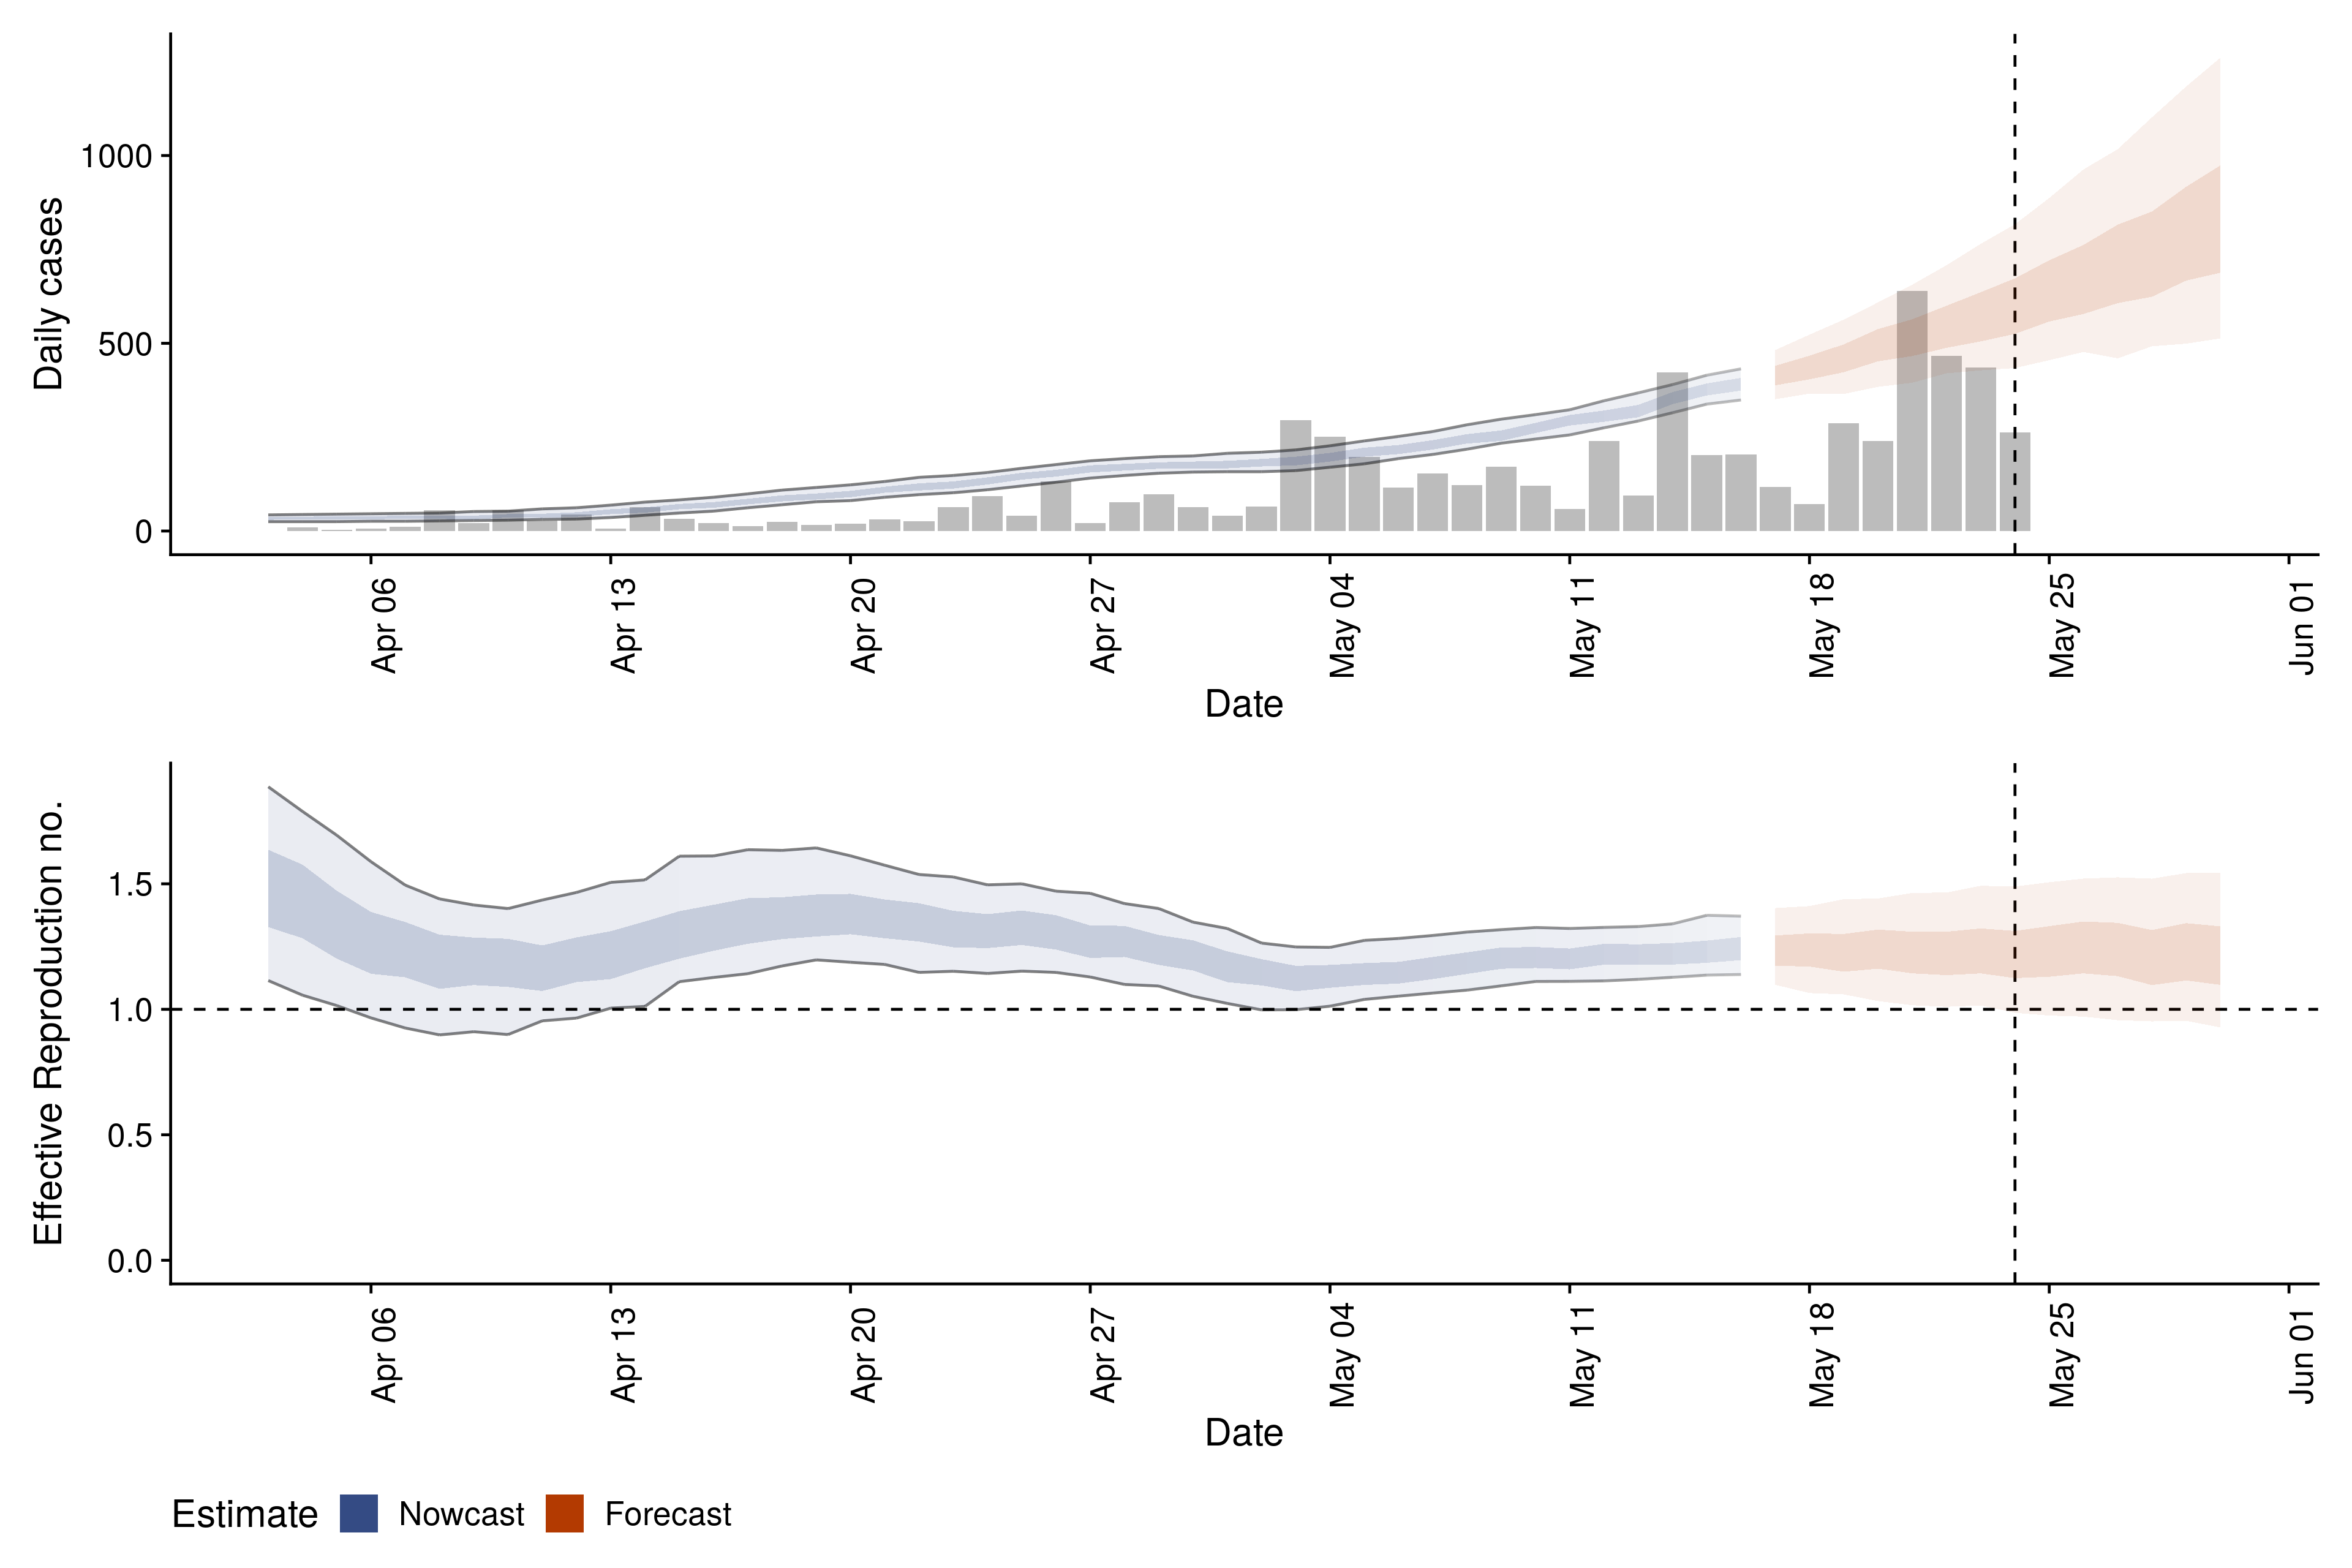 Daily cases
1000
500
0
Apr 06
Apr 13
Apr 20
Apr 27
May 04
May 11
May 18
May 25
Jun 01
Date
Effective Reproduction no.
1.5
1.0
0.5
0.0
Apr 06
Apr 13
Apr 20
Apr 27
May 04
May 11
May 18
May 25
Jun 01
Date
Estimate Nowcast Forecast